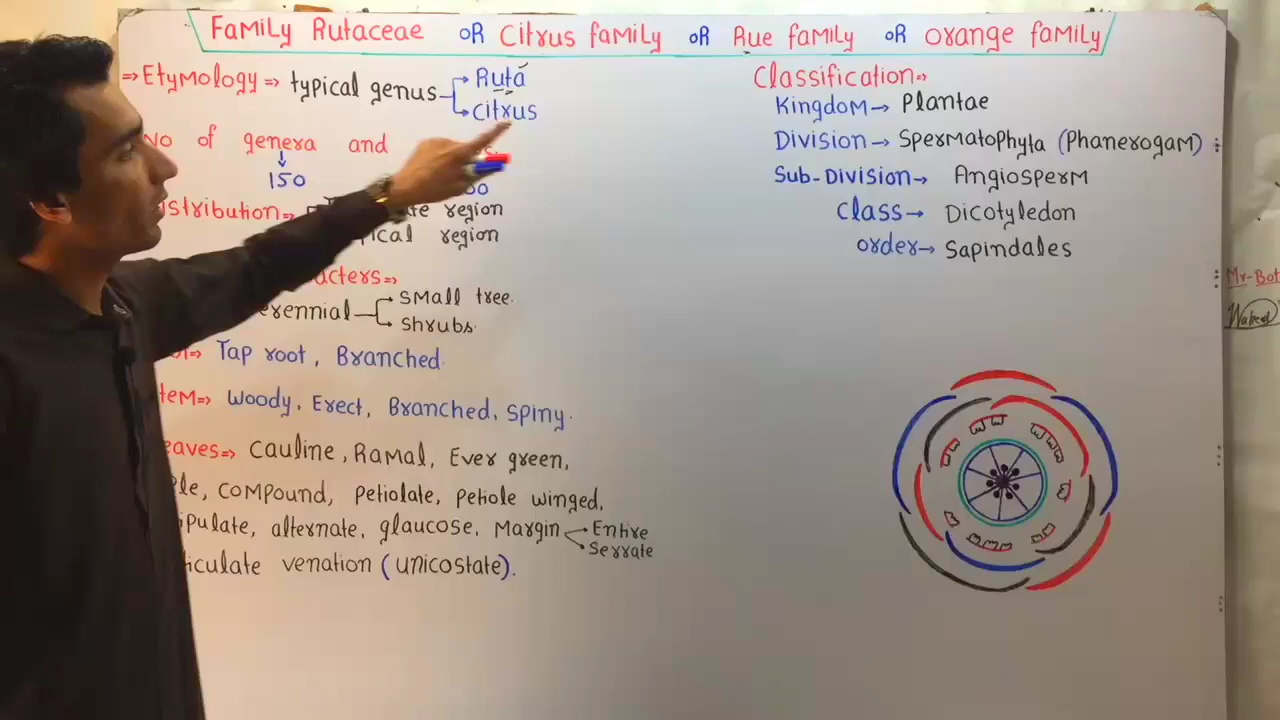 Family Rutaceae OR Citrus family OR Rue family OR orange family
⇒ Etymology ⇒ typical genus → Ruta
→ Citrus
No of genera and
↓
150
Distribution ⇒ region
region
⇒
→ Small tree.
→ Shrubs.
⇒ Tap root, Branched.
⇒ Woody, Erect, Branched, Spiny.
⇒ Cauline, Ramal, Ever green,
Compound, Petiolate, Petiole winged,
alternate, glaucose, Margin → Entire
→ Serrate
venation (unicostate).
Classification ⇒
Kingdom → Plantae
Division → Spermatophyta (Phanerogam)
Sub-Division → Angiosperm
Class → Dicotyledon
order → Sapindales
Mr-Bot